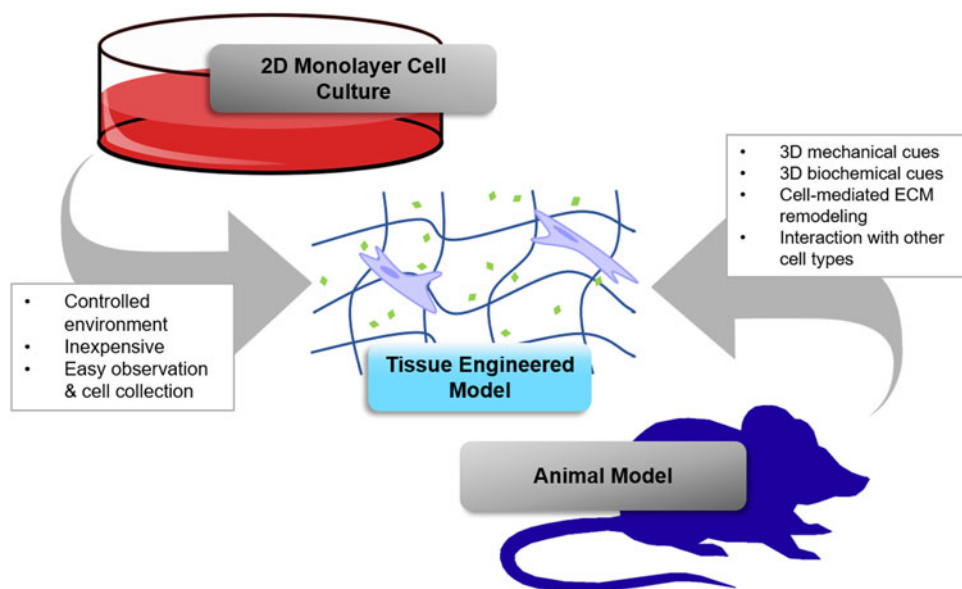 2D Monolayer Cell
Culture
• 3D mechanical cues
• 3D biochemical cues
• Cell-mediated ECM
remodeling
• Interaction with other
cell types
• Controlled
environment
• Inexpensive
• Easy observation
& cell collection
Tissue Engineered
Model
Animal Model